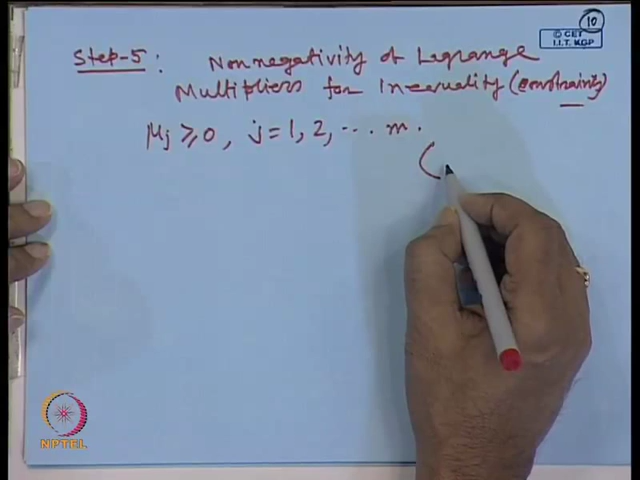 10
© CET
I.I.T. KGP
Step-5 : Nonnegativity of Lagrange
Multipliers for Inequality (constraints)
μj ≥ 0, j = 1, 2, ... m.
(
NPTEL